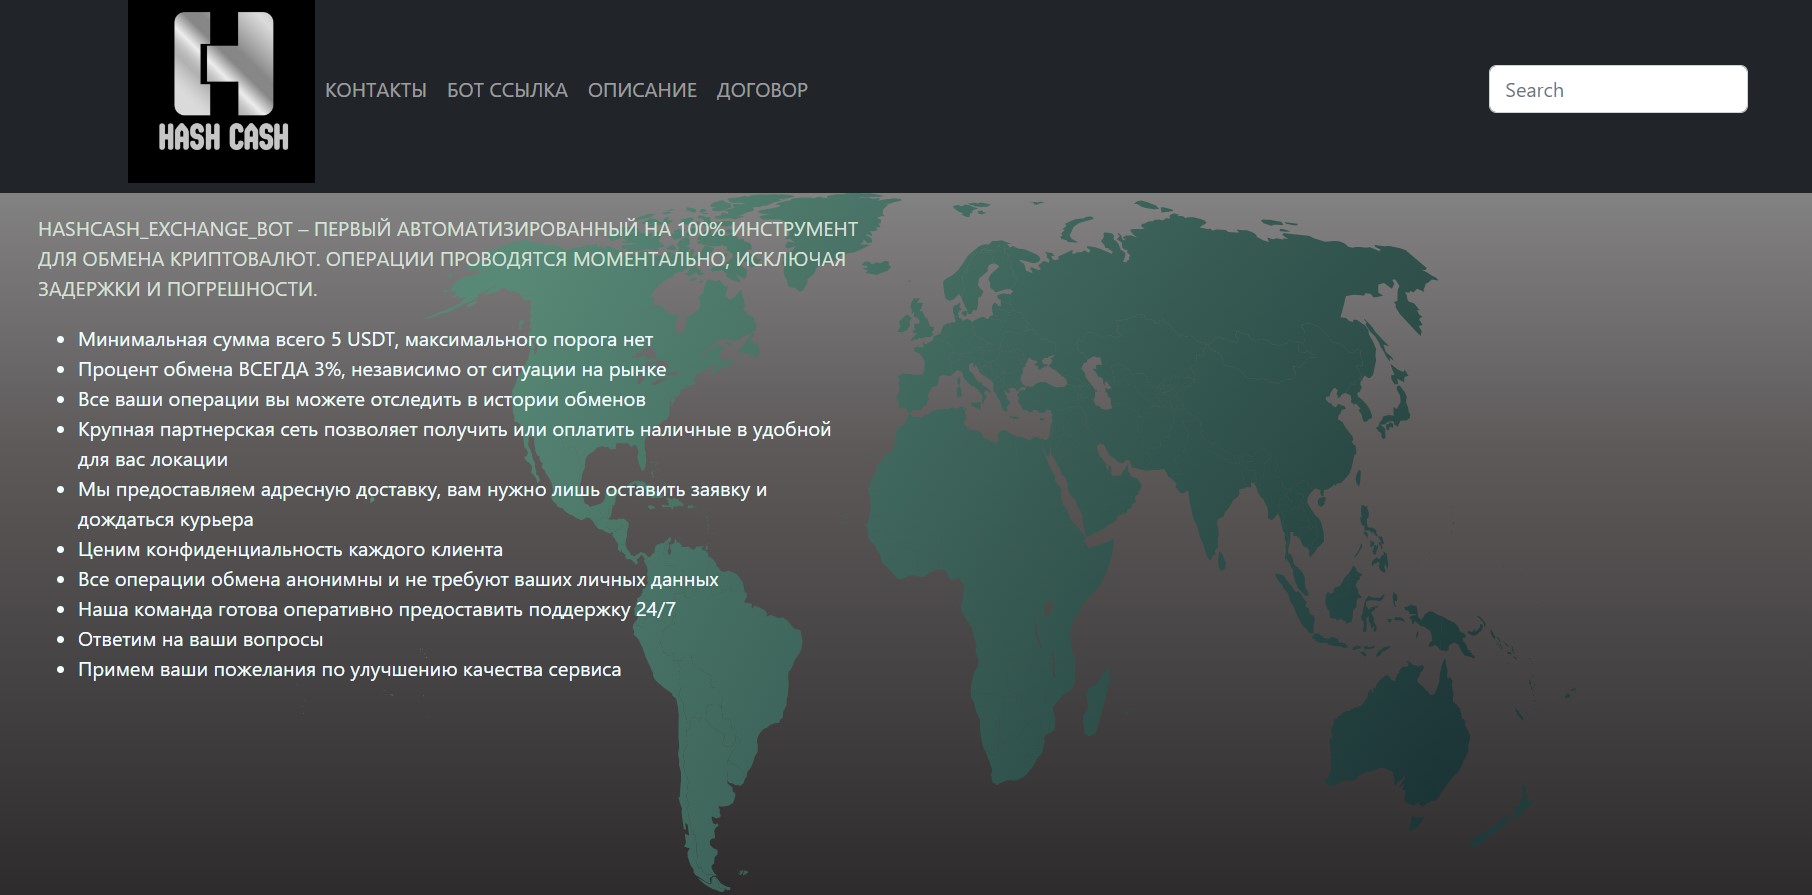 HASH CASH
КОНТАКТЫ БОТ ССЫЛКА ОПИСАНИЕ ДОГОВОР
Search
HASHCASH_EXCHANGE_BOT – ПЕРВЫЙ АВТОМАТИЗИРОВАННЫЙ НА 100% ИНСТРУМЕНТ
ДЛЯ ОБМЕНА КРИПТОВАЛЮТ. ОПЕРАЦИИ ПРОВОДЯТСЯ МОМЕНТАЛЬНО, ИСКЛЮЧАЯ
ЗАДЕРЖКИ И ПОГРЕШНОСТИ.
• Минимальная сумма всего 5 USDT, максимального порога нет
• Процент обмена ВСЕГДА 3%, независимо от ситуации на рынке
• Все ваши операции вы можете отследить в истории обменов
• Крупная партнерская сеть позволяет получить или оплатить наличные в удобной
для вас локации
• Мы предоставляем адресную доставку, вам нужно лишь оставить заявку и
дождаться курьера
• Ценим конфиденциальность каждого клиента
• Все операции обмена анонимны и не требуют ваших личных данных
• Наша команда готова оперативно предоставить поддержку 24/7
• Ответим на ваши вопросы
• Примем ваши пожелания по улучшению качества сервиса